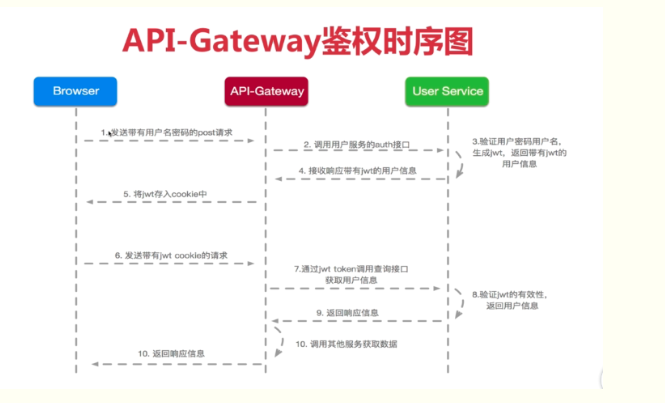 API-Gateway鉴权时序图
Browser
API-Gateway
User Service
1.发送带有用户名密码的post请求
2. 调用用户服务的auth接口
3.验证用户密码用户名,
生成jwt，返回带有jwt的
用户信息
4. 接收响应带有jwt的用户信息
5. 将jwt存入cookie中
6. 发送带有jwt cookie的请求
7.通过jwt token调用查询接口
获取用户信息
8.验证jwt的有效性,
返回用户信息
9. 返回响应信息
10. 调用其他服务获取数据
10. 返回响应信息